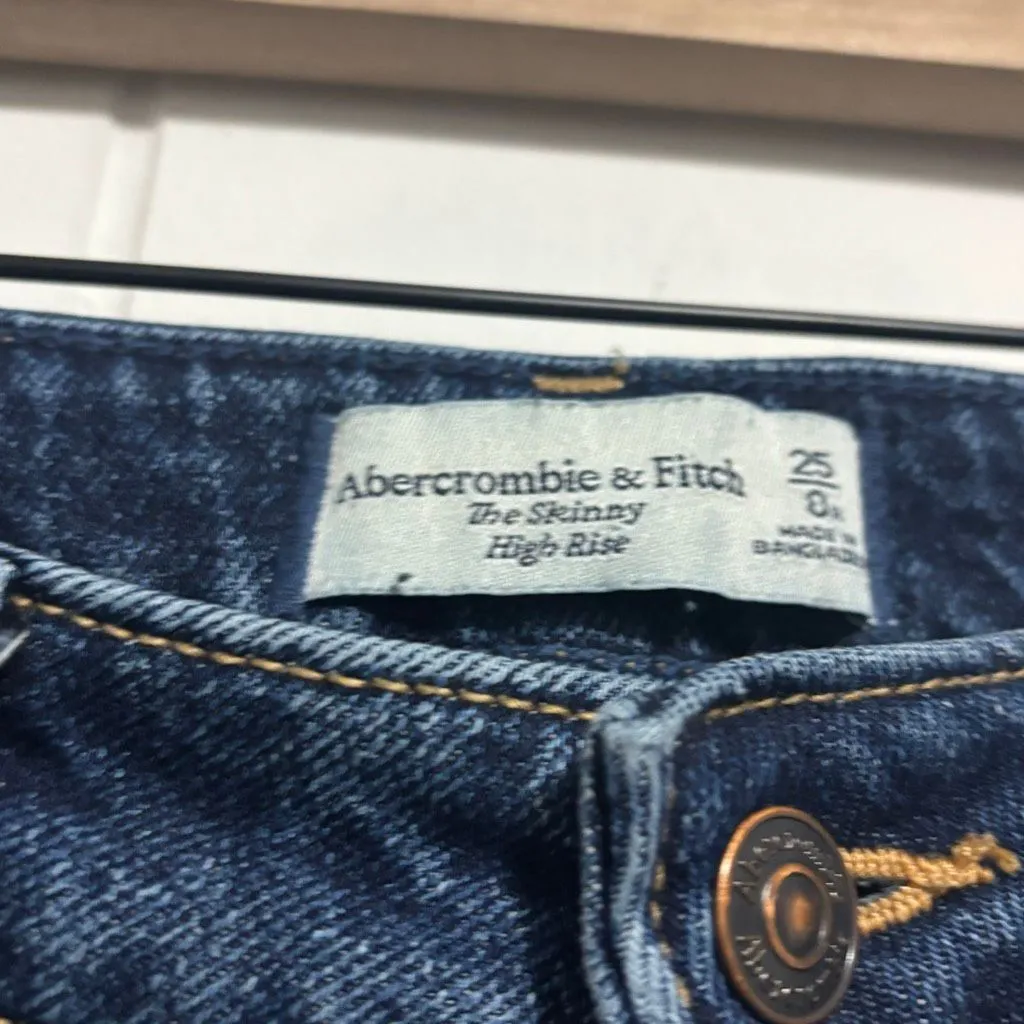 Abercrombie & Fitch
The Skinny
High Rise
25
MADE IN